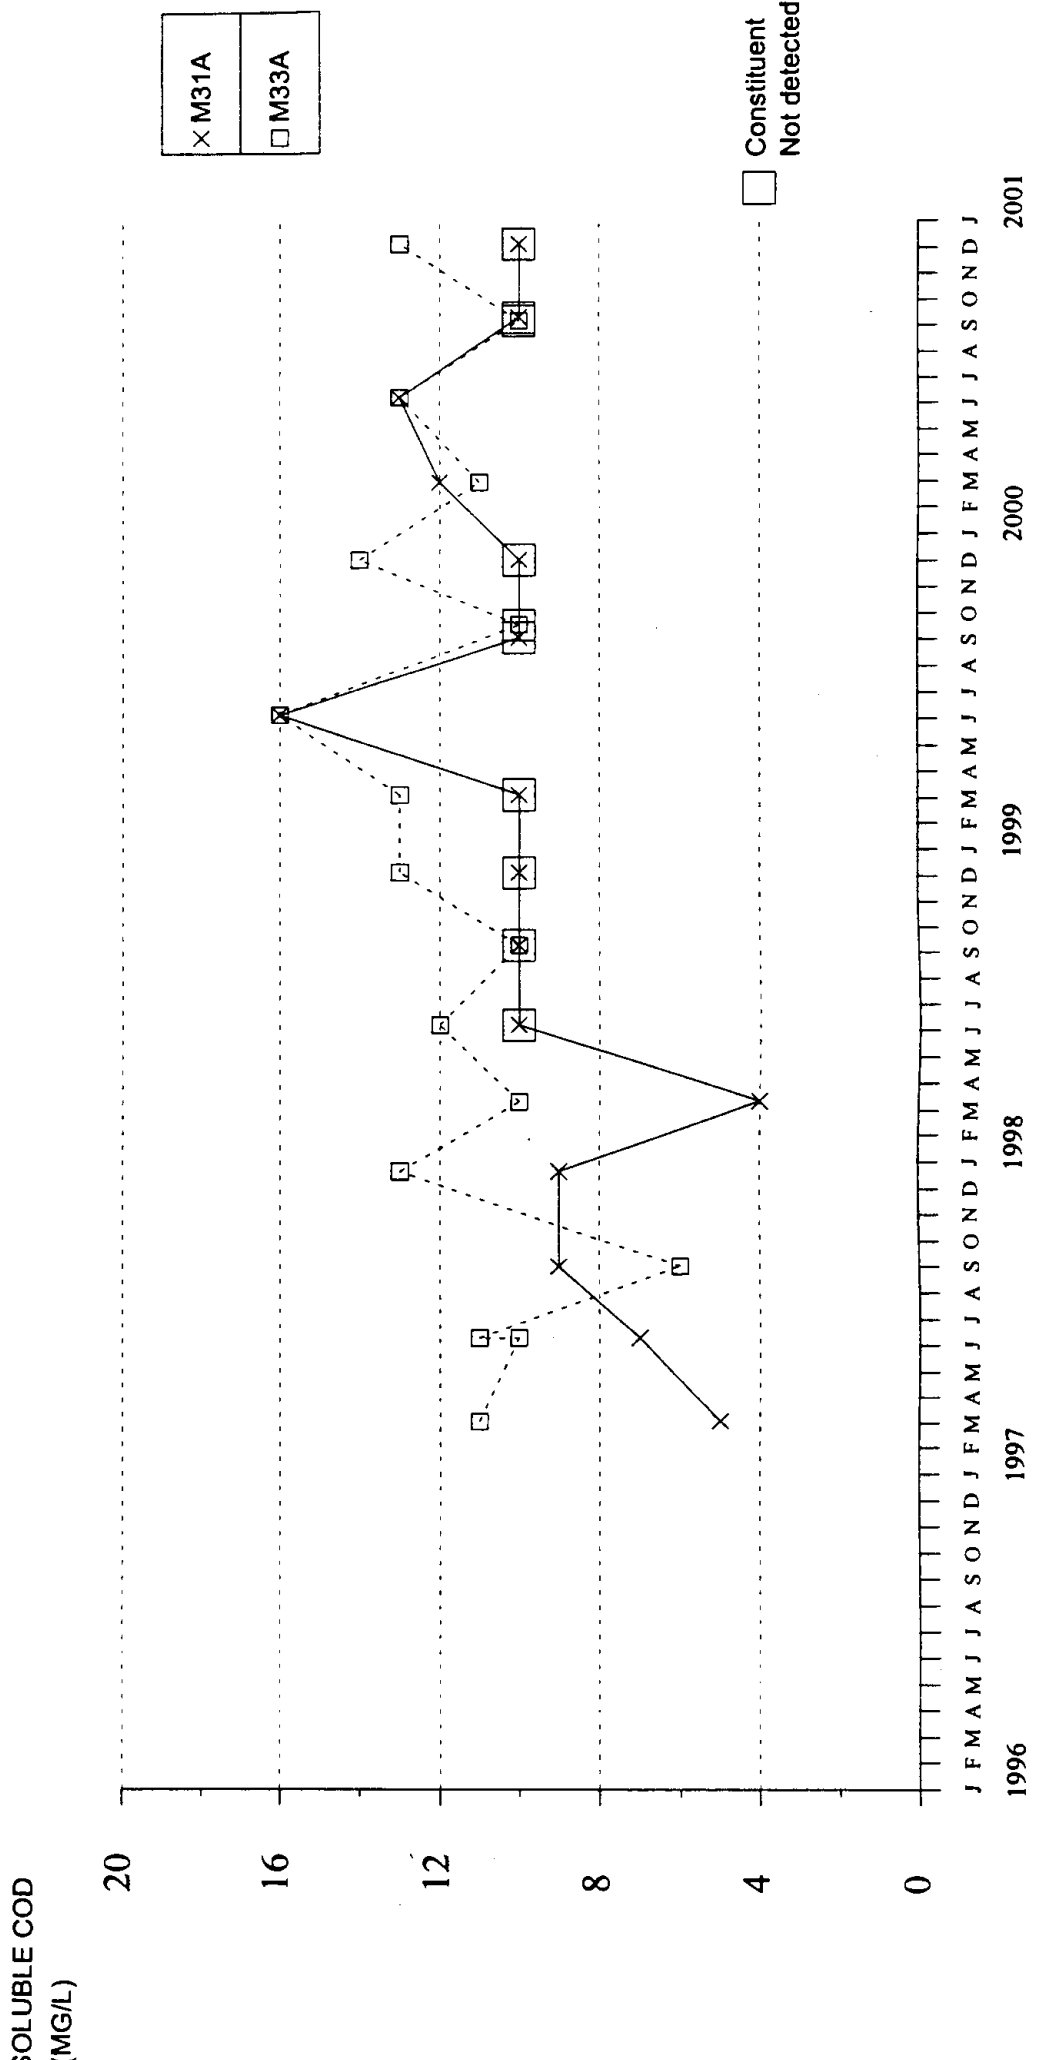 SOLUBLE COD
(MG/L)
× M31A
□ M33A
20
16
12
8
4
0
Constituent
Not detected
J F M A M J J A S O N D J F M A M J J A S O N D J F M A M J J A S O N D J F M A M J J A S O N D J F M A M J J A S O N D J
1996 1997 1998 1999 2000 2001